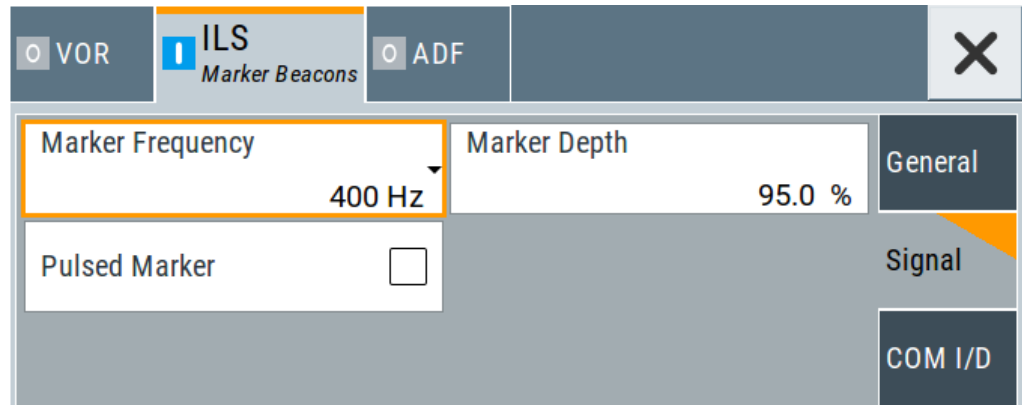 O VOR
I ILS
Marker Beacons
O ADF
Marker Frequency
400 Hz
Marker Depth
95.0 %
Pulsed Marker
General
Signal
COM I/D